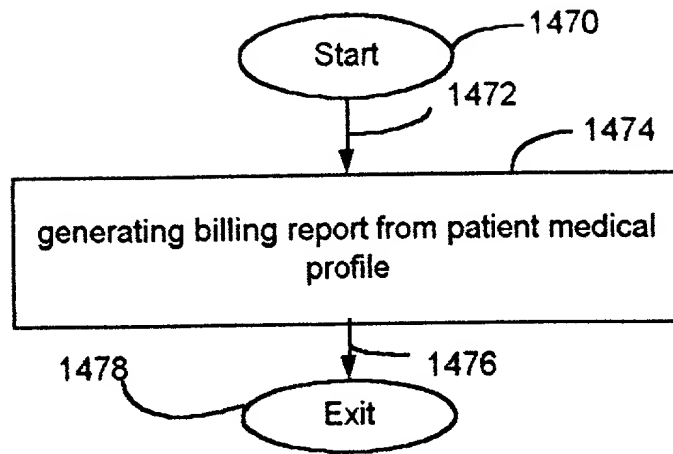 Start
1470
1472
1474
generating billing report from patient medical
profile
1476
1478
Exit